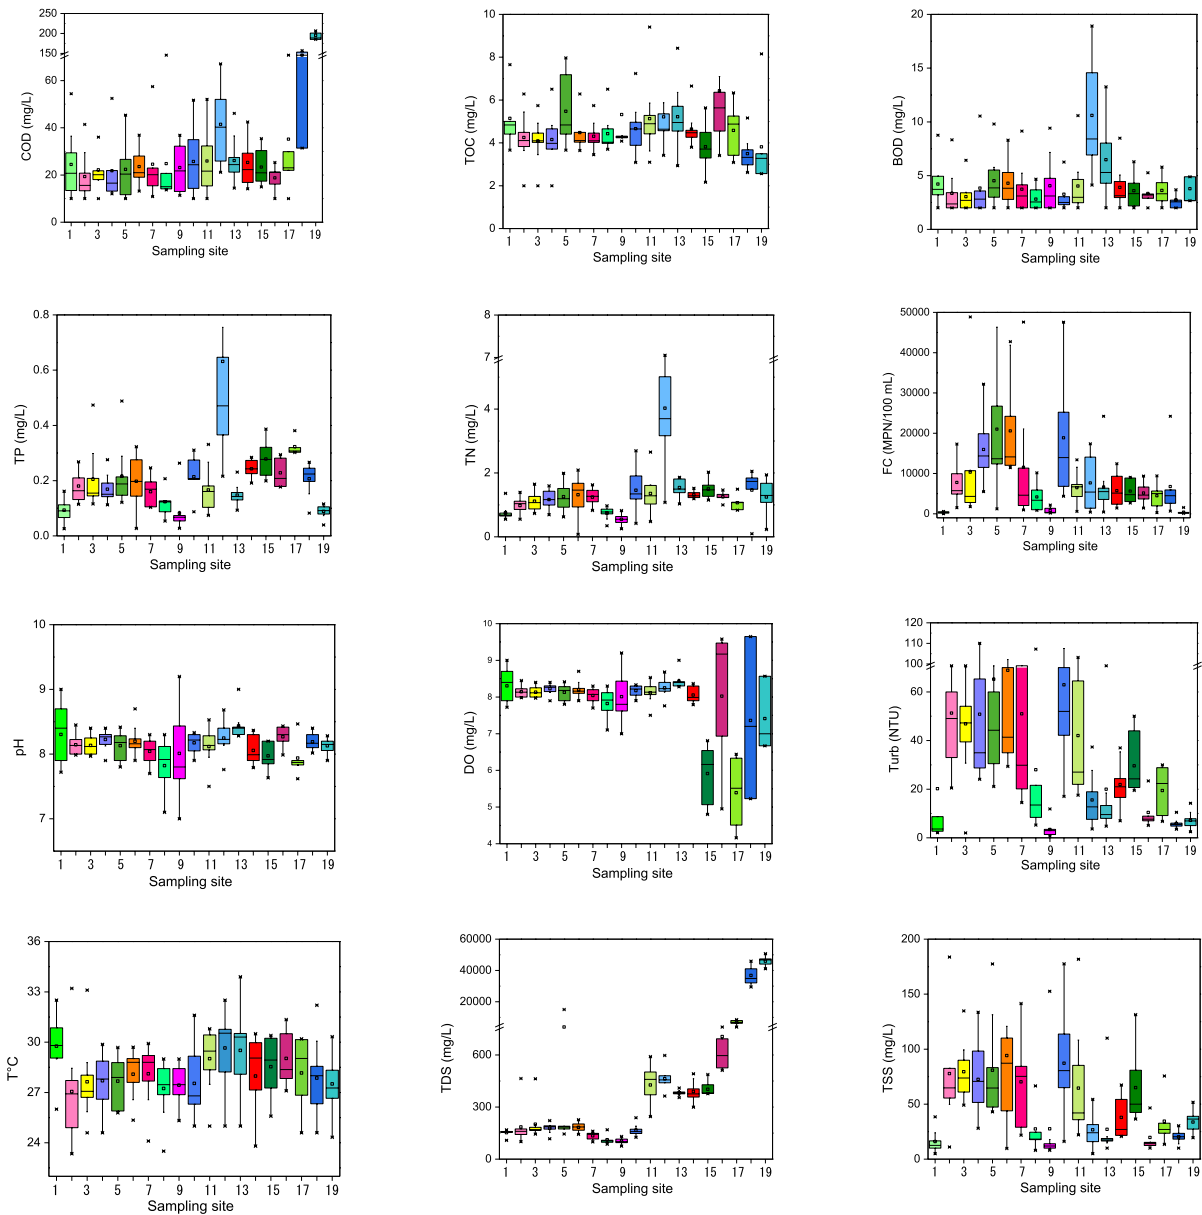 250
200
150
60
40
20
0
COD (mg/L)
1 3 5 7 9 11 13 15 17 19
Sampling site
10
8
6
4
2
0
TOC (mg/L)
1 3 5 7 9 11 13 15 17 19
Sampling site
20
15
10
5
0
BOD (mg/L)
1 3 5 7 9 11 13 15 17 19
Sampling site
0.8
0.6
0.4
0.2
0.0
TP (mg/L)
1 3 5 7 9 11 13 15 17 19
Sampling site
8
7
4
2
0
TN (mg/L)
1 3 5 7 9 11 13 15 17 19
Sampling site
50000
40000
30000
20000
10000
0
FC (MPN/100 mL)
1 3 5 7 9 11 13 15 17 19
Sampling site
10
9
8
7
pH
1 3 5 7 9 11 13 15 17 19
Sampling site
10
9
8
7
6
5
4
DO (mg/L)
1 3 5 7 9 11 13 15 17 19
Sampling site
120
100
80
60
40
20
0
Turb (NTU)
1 3 5 7 9 11 13 15 17 19
Sampling site
36
33
30
27
24
T°C
1 3 5 7 9 11 13 15 17 19
Sampling site
60000
40000
20000
600
300
0
TDS (mg/L)
1 3 5 7 9 11 13 15 17 19
Sampling site
200
150
100
50
0
TSS (mg/L)
1 3 5 7 9 11 13 15 17 19
Sampling site